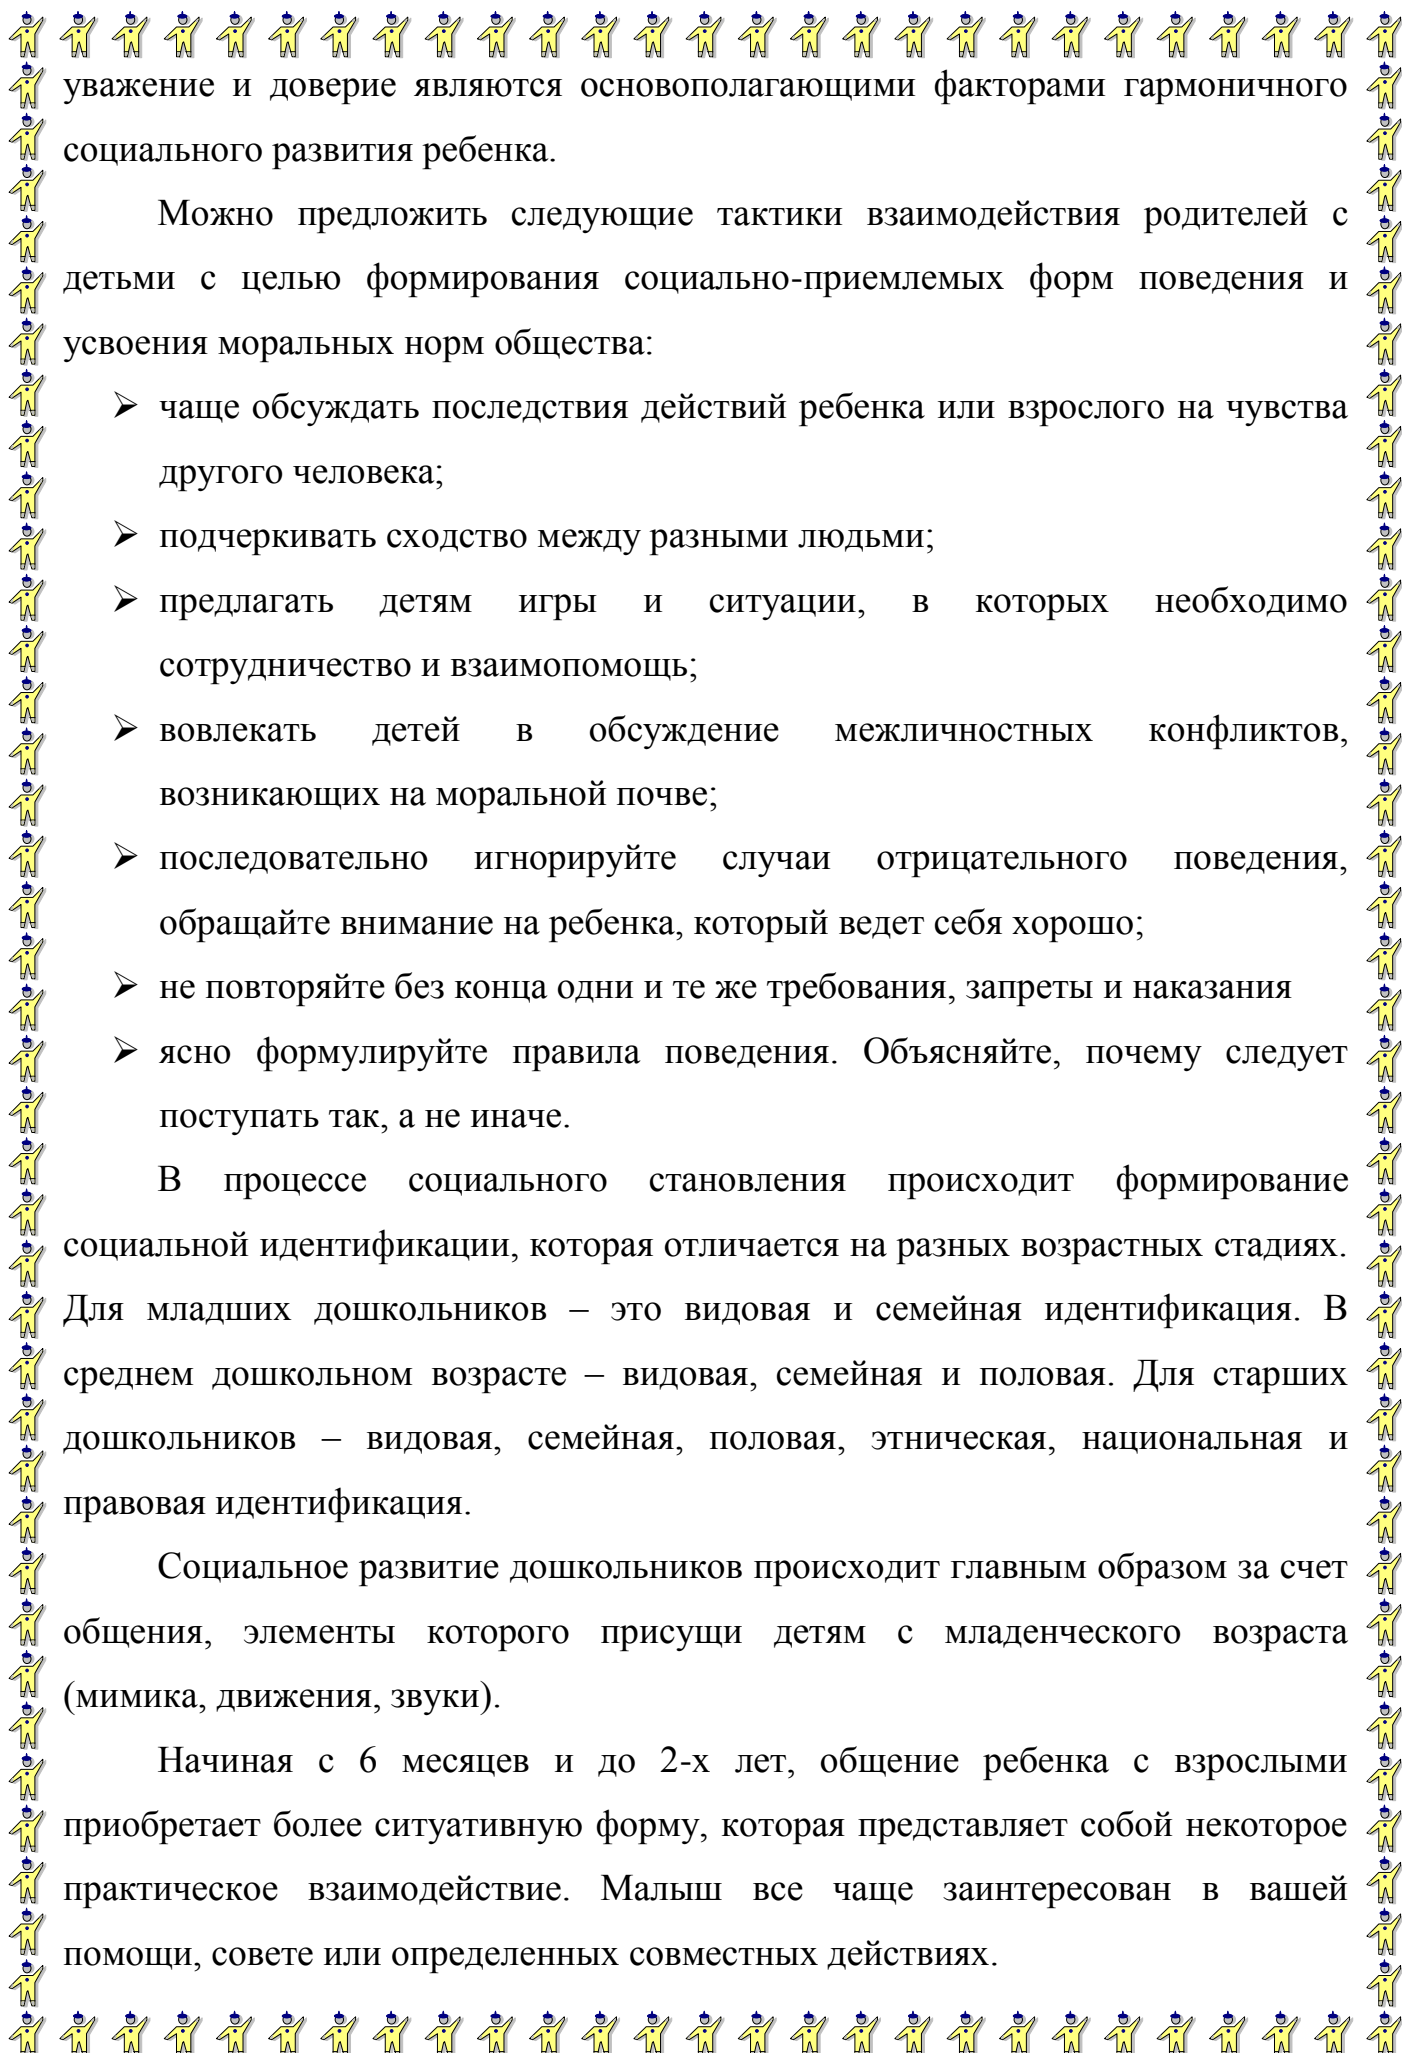 уважение и доверие являются основополагающими факторами гармоничного
социального развития ребенка.
Можно предложить следующие тактики взаимодействия родителей с
детьми с целью формирования социально-приемлемых форм поведения и
усвоения моральных норм общества:
➢ чаще обсуждать последствия действий ребенка или взрослого на чувства
другого человека;
➢ подчеркивать сходство между разными людьми;
➢ предлагать детям игры и ситуации, в которых необходимо
сотрудничество и взаимопомощь;
➢ вовлекать детей в обсуждение межличностных конфликтов,
возникающих на моральной почве;
➢ последовательно игнорируйте случаи отрицательного поведения,
обращайте внимание на ребенка, который ведет себя хорошо;
➢ не повторяйте без конца одни и те же требования, запреты и наказания
➢ ясно формулируйте правила поведения. Объясняйте, почему следует
поступать так, а не иначе.
В процессе социального становления происходит формирование
социальной идентификации, которая отличается на разных возрастных стадиях.
Для младших дошкольников – это видовая и семейная идентификация. В
среднем дошкольном возрасте – видовая, семейная и половая. Для старших
дошкольников – видовая, семейная, половая, этническая, национальная и
правовая идентификация.
Социальное развитие дошкольников происходит главным образом за счет
общения, элементы которого присущи детям с младенческого возраста
(мимика, движения, звуки).
Начиная с 6 месяцев и до 2-х лет, общение ребенка с взрослыми
приобретает более ситуативную форму, которая представляет собой некоторое
практическое взаимодействие. Малыш все чаще заинтересован в вашей
помощи, совете или определенных совместных действиях.